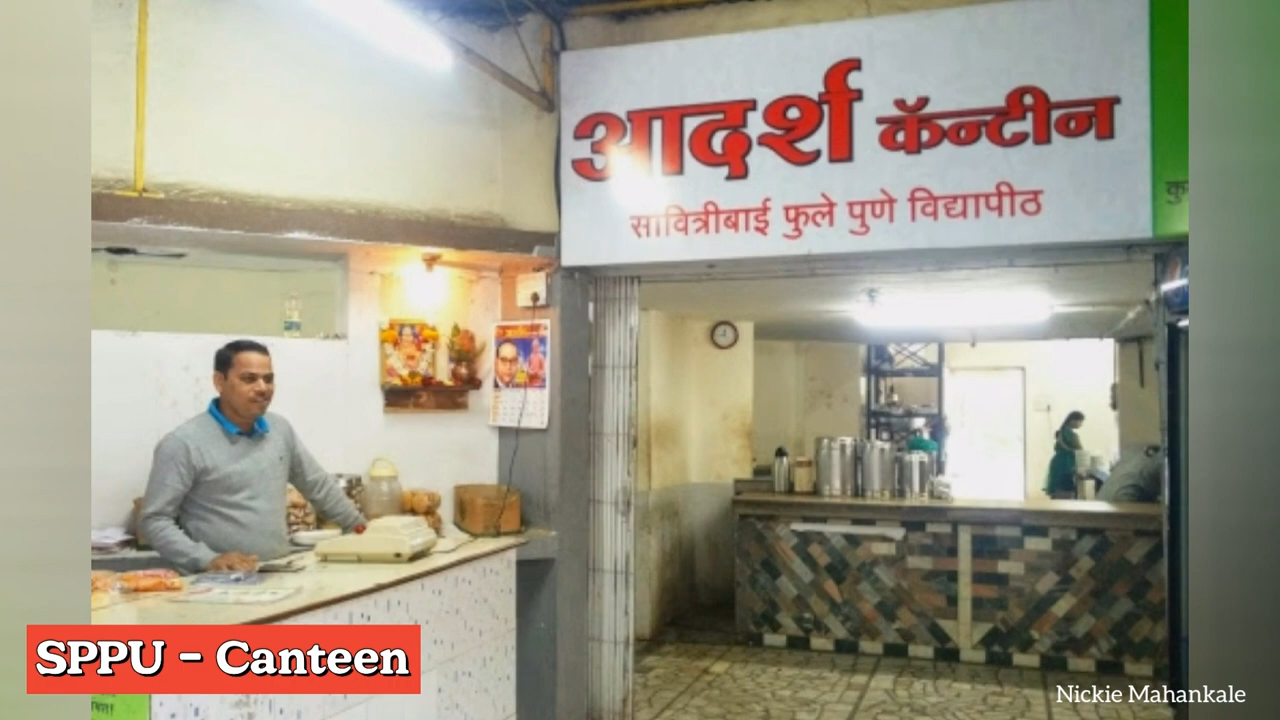 आदर्श कॅन्टीन
सावित्रीबाई फुले पुणे विद्यापीठ
SPPU - Canteen
Nickie Mahankale